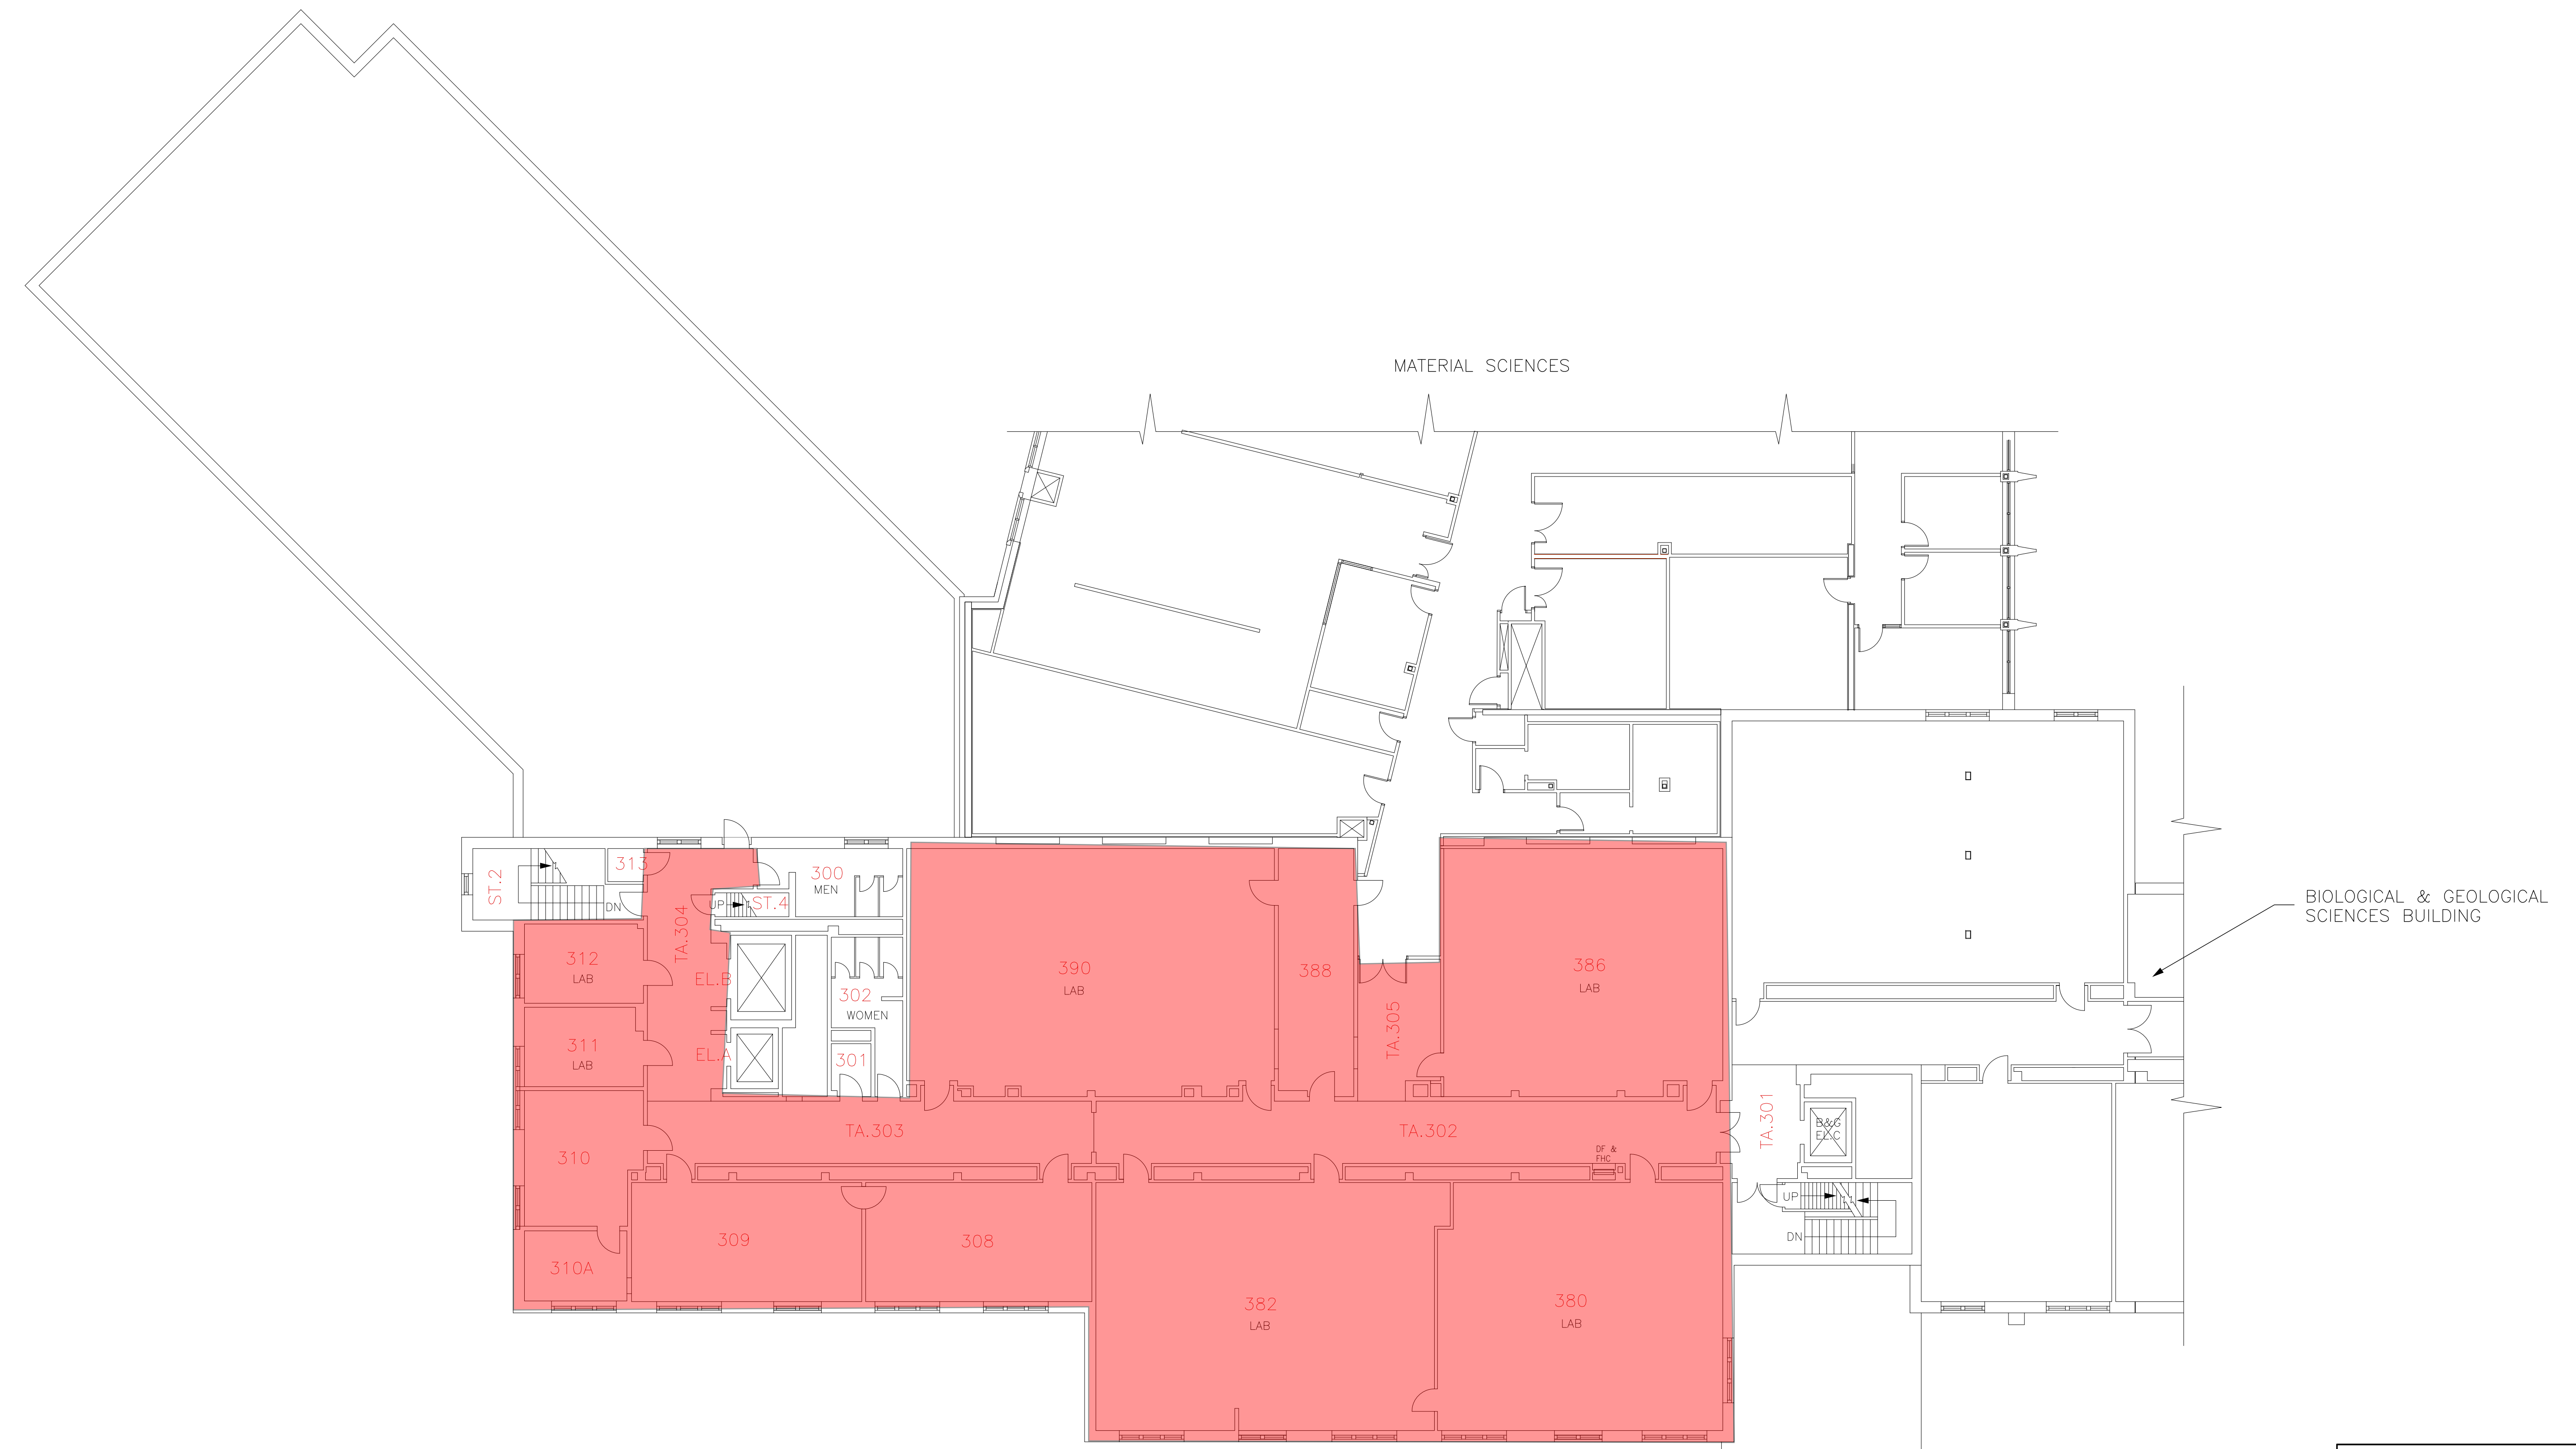 MATERIAL SCIENCES
313
300
MEN
ST.2
DN
UP
ST.4
TA.304
BIOLOGICAL & GEOLOGICAL
SCIENCES BUILDING
312
LAB
EL.B
302
WOMEN
390
LAB
388
TA.305
386
LAB
311
LAB
EL.A
301
TA.303
TA.302
TA.301
B&G
EL.C
DF &
FHC
310
UP
DN
309
308
310A
382
LAB
380
LAB